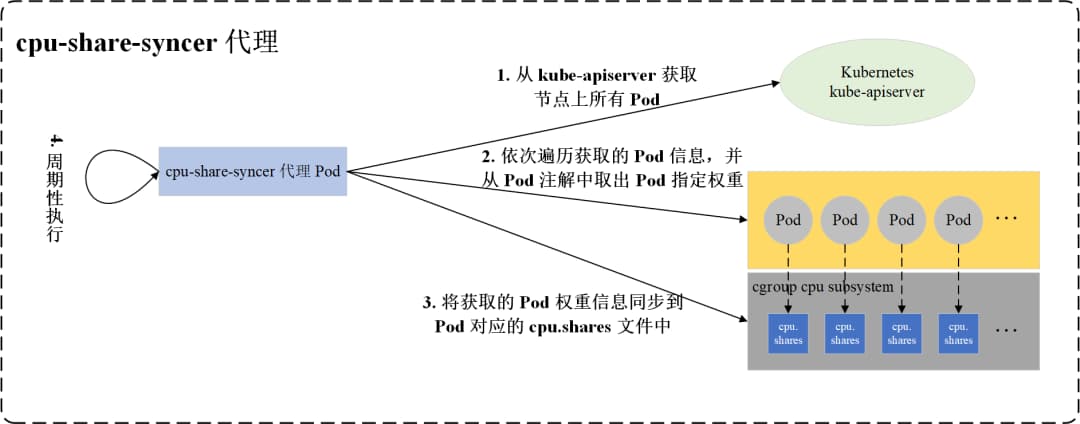 cpu-share-syncer 代理
1. 从 kube-apiserver 获取
节点上所有 Pod
Kubernetes
kube-apiserver
4. 周期性执行
cpu-share-syncer 代理 Pod
2. 依次遍历获取的 Pod 信息，并
从 Pod 注解中取出 Pod 指定权重
Pod
Pod
Pod
Pod
···
cgroup cpu subsystem
3. 将获取的 Pod 权重信息同步到
Pod 对应的 cpu.shares 文件中
cpu.
shares
cpu.
shares
cpu.
shares
cpu.
shares
···